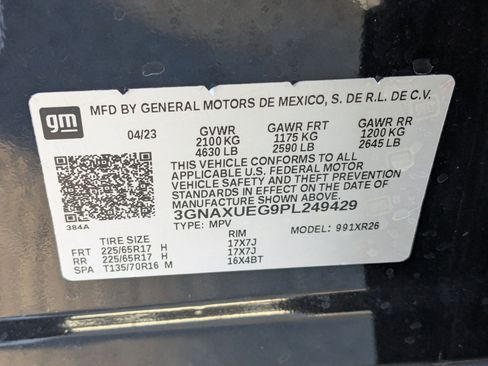 gm
MFD BY GENERAL MOTORS DE MEXICO, S. DE R.L. DE C.V.
04/23 GVWR GAWR FRT GAWR RR
2100 KG 1175 KG 1200 KG
4630 LB 2590 LB 2645 LB
THIS VEHICLE CONFORMS TO ALL
APPLICABLE U.S. FEDERAL MOTOR
VEHICLE SAFETY AND THEFT PREVENTION
STANDARDS IN EFFECT ON THE DATE OF
MANUFACTURE SHOWN ABOVE.
3GNAXUEG9PL249429
384A
TYPE: MPV MODEL: 991XR26
TIRE SIZE RIM
FRT 225/65R17 H 17X7J
RR 225/65R17 H 17X7J
SPA T135/70R16 M 16X4BT